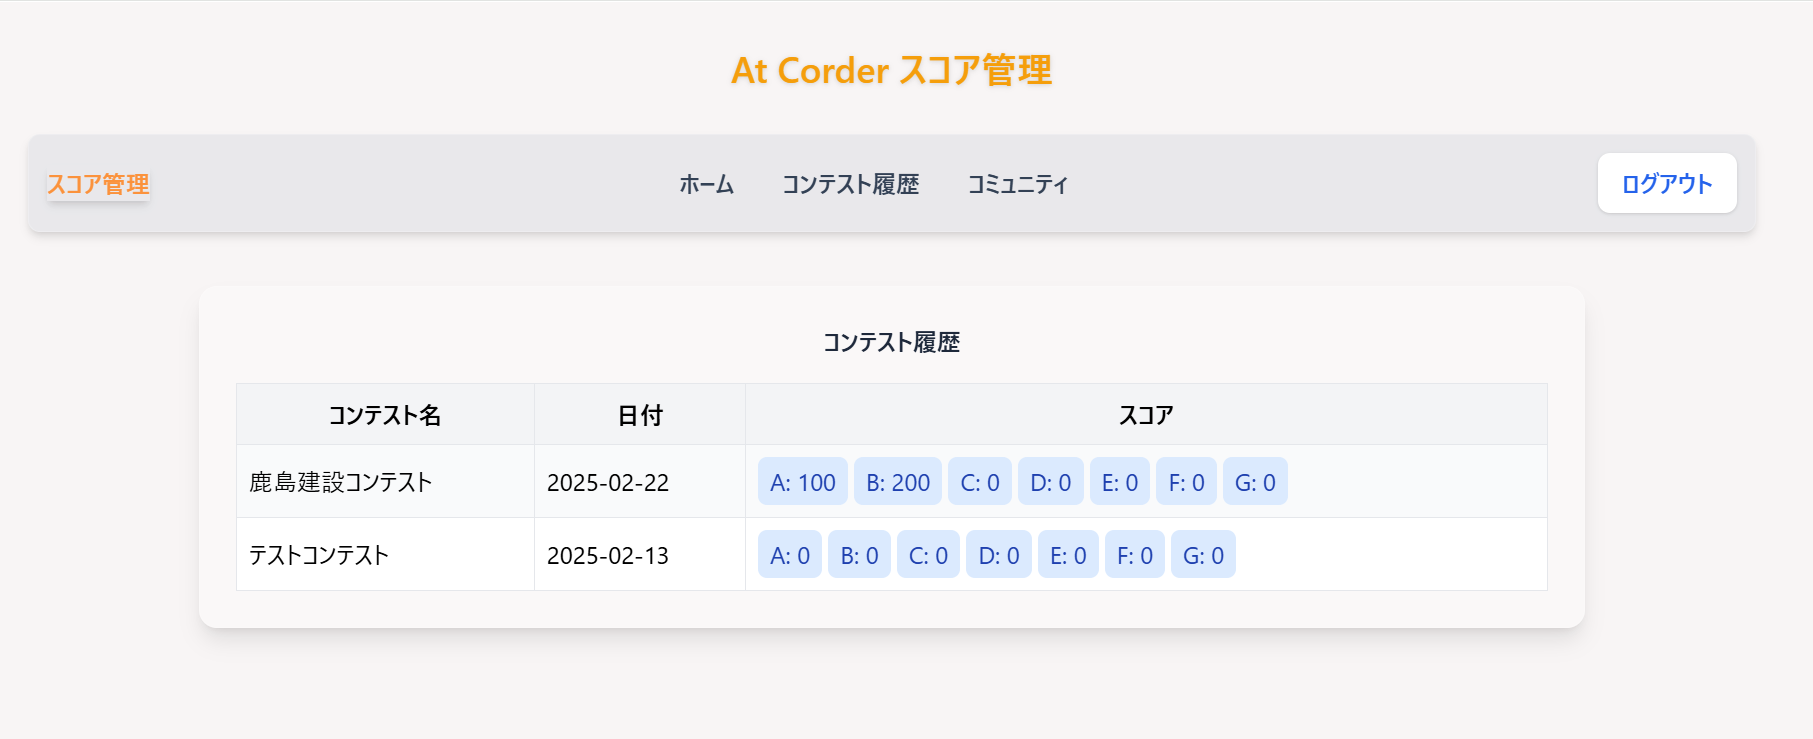 At Corder スコア管理
スコア管理 ホーム コンテスト履歴 コミュニティ ログアウト
コンテスト履歴
コンテスト名 日付 スコア
鹿島建設コンテスト 2025-02-22 A: 100 B: 200 C: 0 D: 0 E: 0 F: 0 G: 0
テストコンテスト 2025-02-13 A: 0 B: 0 C: 0 D: 0 E: 0 F: 0 G: 0